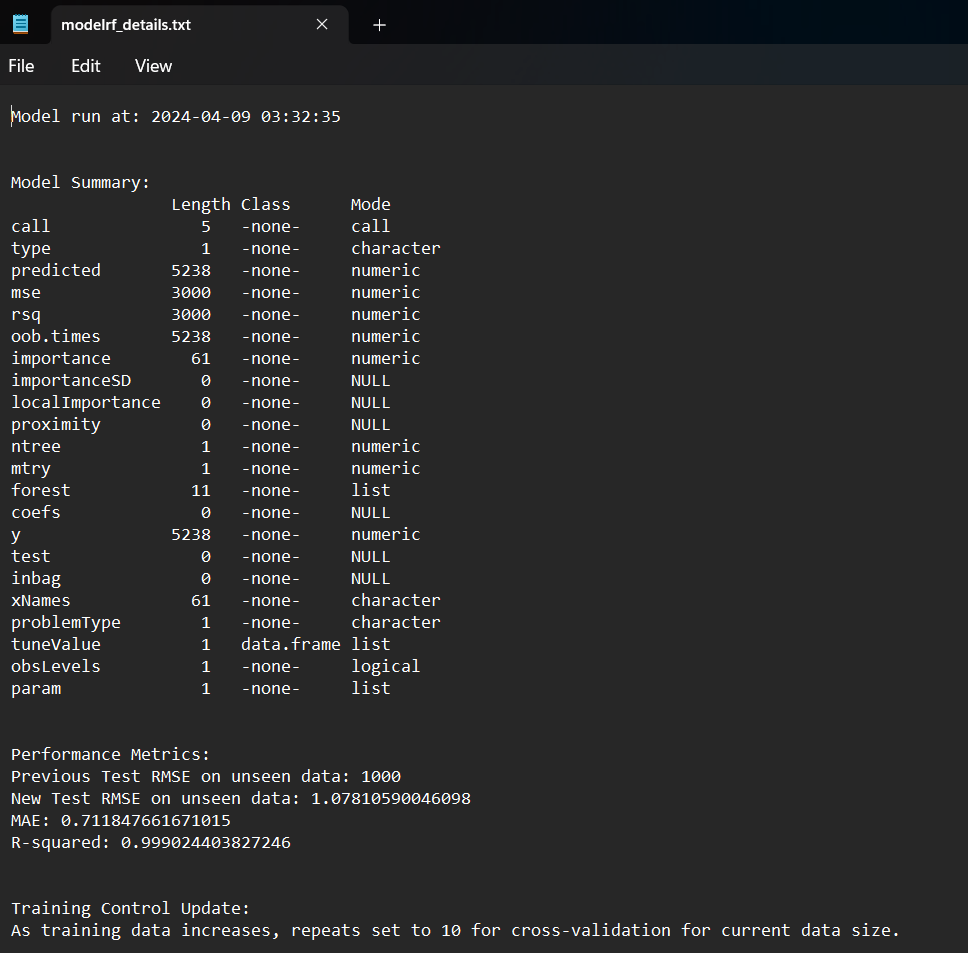 modelrf_details.txt
File Edit View
Model run at: 2024-04-09 03:32:35
Model Summary:
Length Class Mode
call 5 -none- call
type 1 -none- character
predicted 5238 -none- numeric
mse 3000 -none- numeric
rsq 3000 -none- numeric
oob.times 5238 -none- numeric
importance 61 -none- numeric
importanceSD 0 -none- NULL
localImportance 0 -none- NULL
proximity 0 -none- NULL
ntree 1 -none- numeric
mtry 1 -none- numeric
forest 11 -none- list
coefs 0 -none- NULL
y 5238 -none- numeric
test 0 -none- NULL
inbag 0 -none- NULL
xNames 61 -none- character
problemType 1 -none- character
tuneValue 1 data.frame list
obsLevels 1 -none- logical
param 1 -none- list
Performance Metrics:
Previous Test RMSE on unseen data: 1000
New Test RMSE on unseen data: 1.07810590046098
MAE: 0.711847661671015
R-squared: 0.999024403827246
Training Control Update:
As training data increases, repeats set to 10 for cross-validation for current data size.